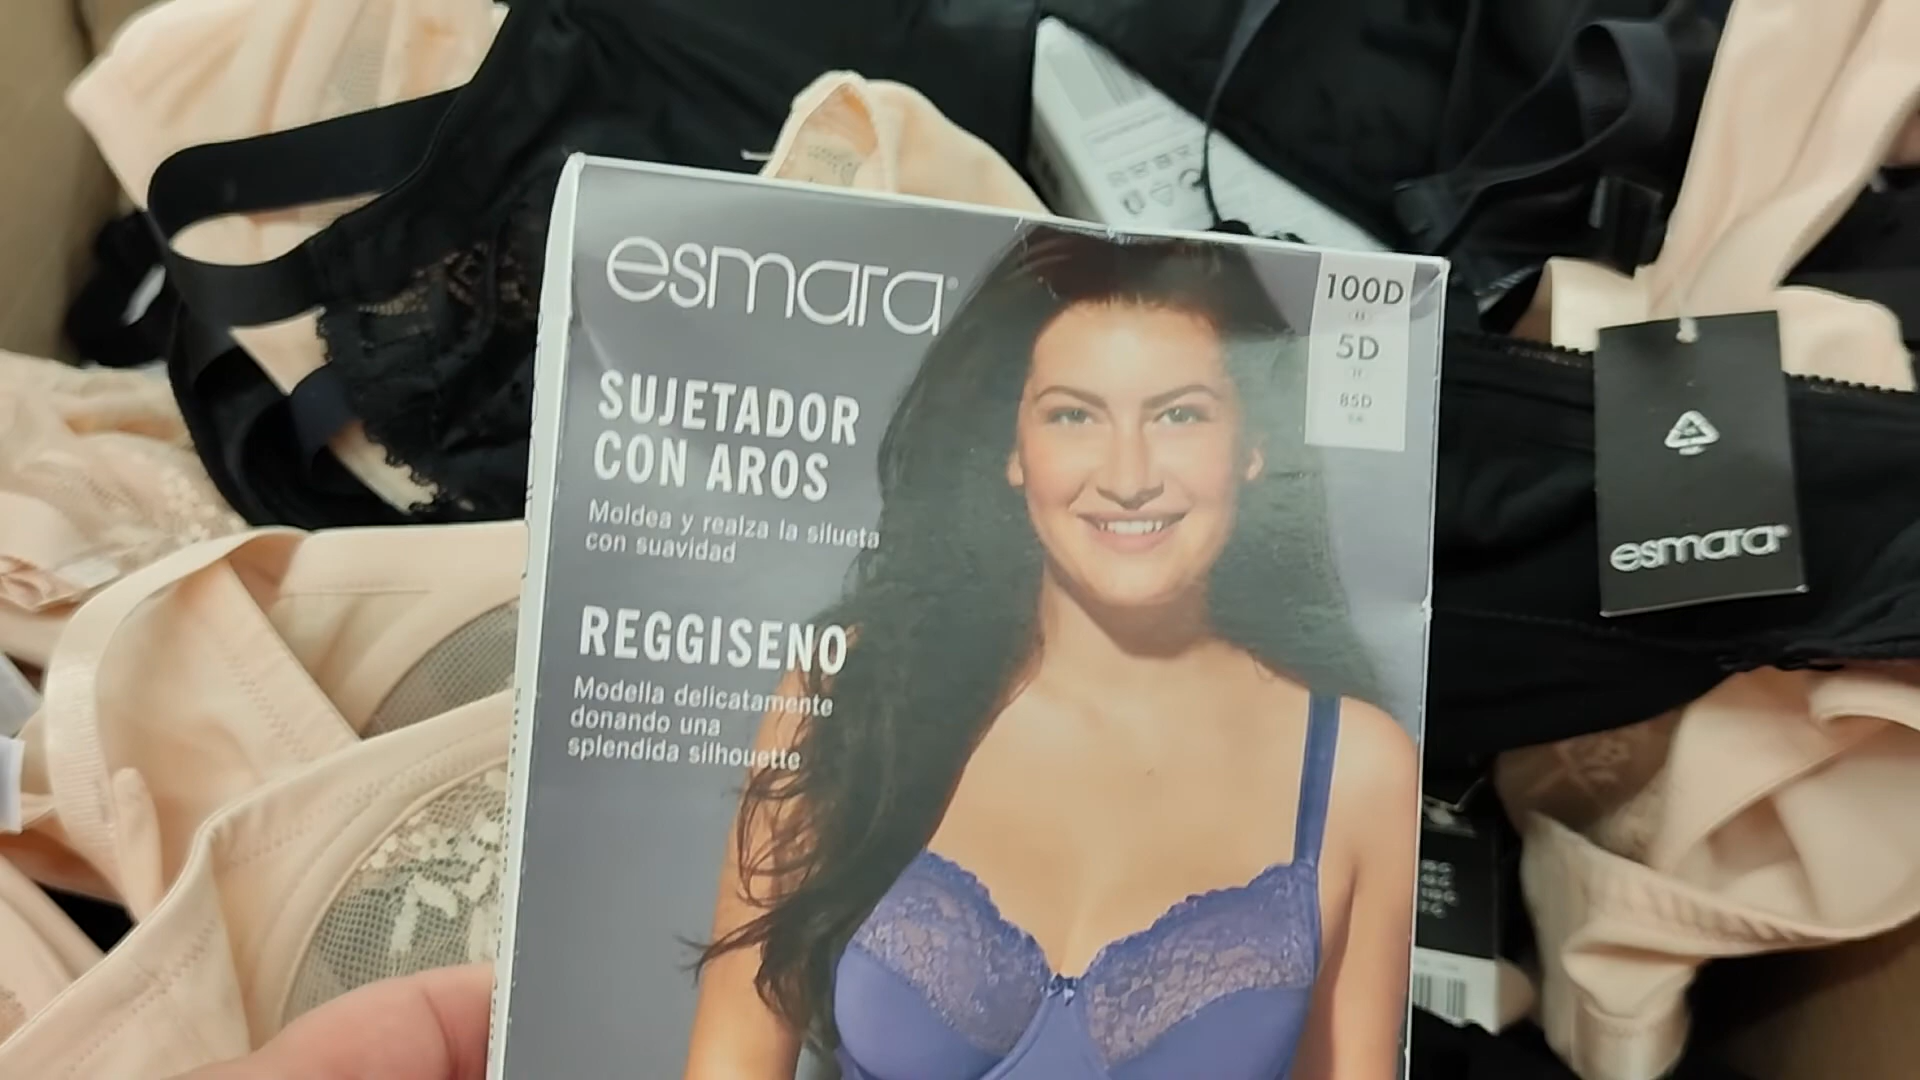 esmara
SUJETADOR
CON AROS
Moldea y realza la silueta
con suavidad
REGGISENO
Modella delicatamente
donando una
splendida silhouette
100D
5D
85D
esmara